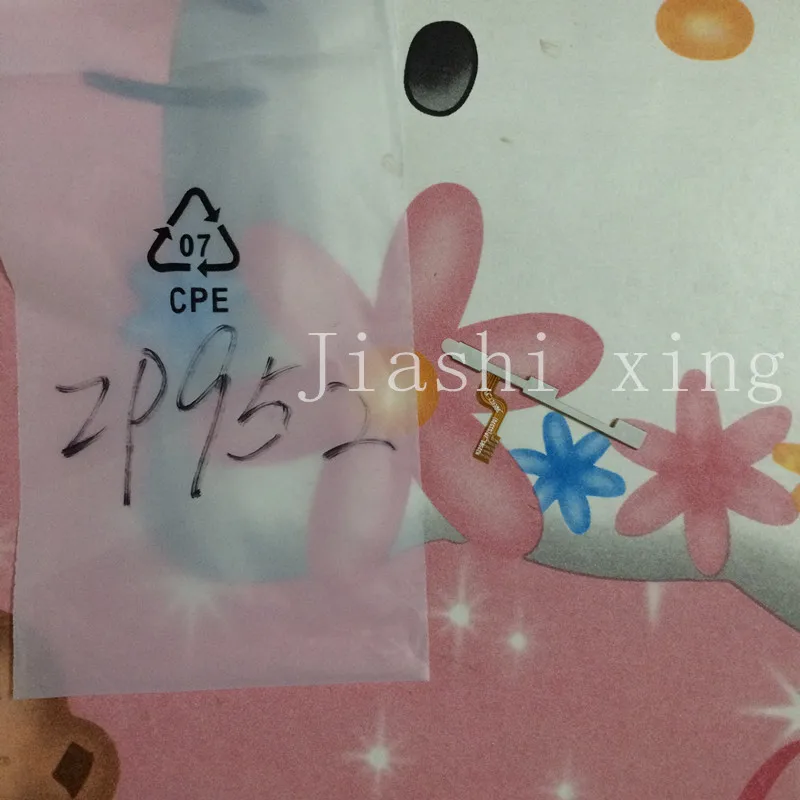 07
CPE
ZP952
Jiashi xing